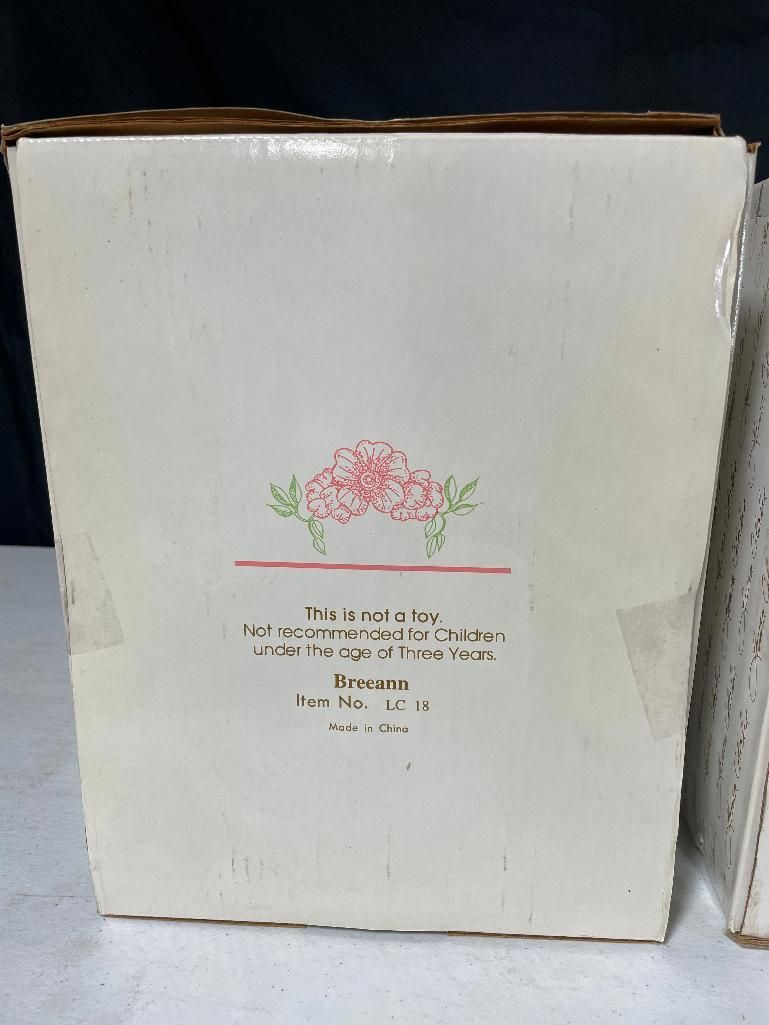 This is not a toy.
Not recommended for Children
under the age of Three Years.
Breeann
Item No. LC 18
Made in China